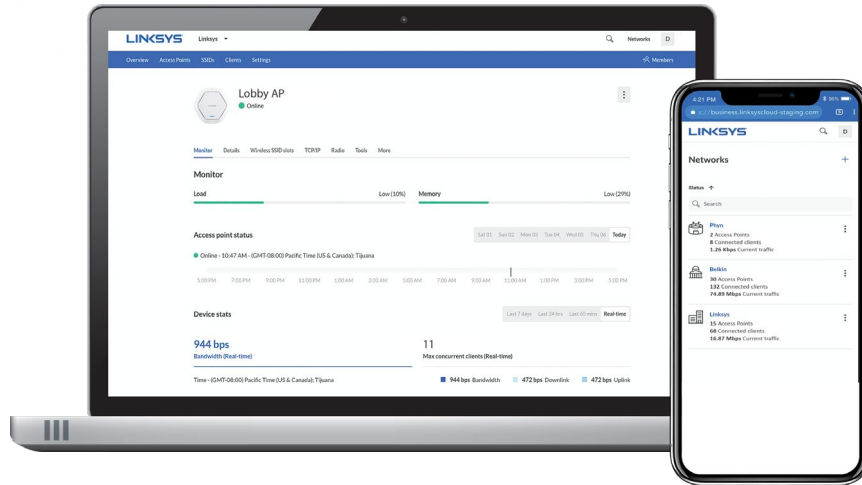 LINKSYS Linksys Networks D
Overview Access Points SSIDs Clients Settings Members
Lobby AP
Online
Monitor Details Wireless SSID slots TCP/IP Radio Tools More
Monitor
Load Low (10%) Memory Low (29%)
Access point status Sat 01 Sun 02 Mon 03 Tue 04 Wed 05 Thu 06 Today
Online - 10:47 AM - (GMT-08:00) Pacific Time (US & Canada); Tijuana
5:00 PM 7:00 PM 9:00 PM 11:00 PM 1:00 AM 3:00 AM 5:00 AM 7:00 AM 9:00 AM 11:00 AM 1:00 PM 3:00 PM 5:00 PM
Device stats Last 7 days Last 24 hrs Last 60 mins Real-time
944 bps 11
Bandwidth (Real-time) Max concurrent clients (Real-time)
Time - (GMT-08:00) Pacific Time (US & Canada); Tijuana 944 bps Bandwidth 472 bps Downlink 472 bps Uplink
4:21 PM
s://business.linksyscloud-staging.com
LINKSYS D
Networks +
Status
Search
Phyn
2 Access Points
8 Connected clients
1.26 Kbps Current traffic
Belkin
30 Access Points
132 Connected clients
74.89 Mbps Current traffic
Linksys
15 Access Points
68 Connected clients
16.87 Mbps Current traffic